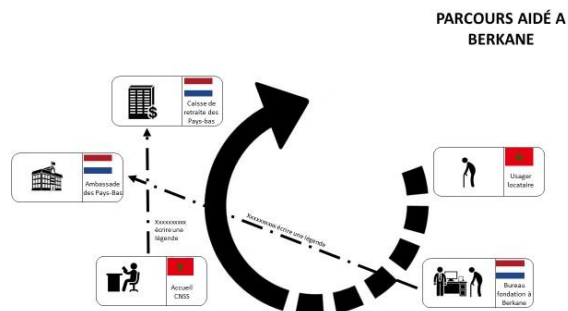 PARCOURS AIDÉ A
BERKANE
Caisse de
retraite des
Pays-bas
$
Ambassade
des Pays-Bas
Usager
locataire
Xxxxxxxxxx
écrire une
légende
Xxxxxxxxx écrire une légende
Accueil
CNSS
Bureau
fondation à
Berkane